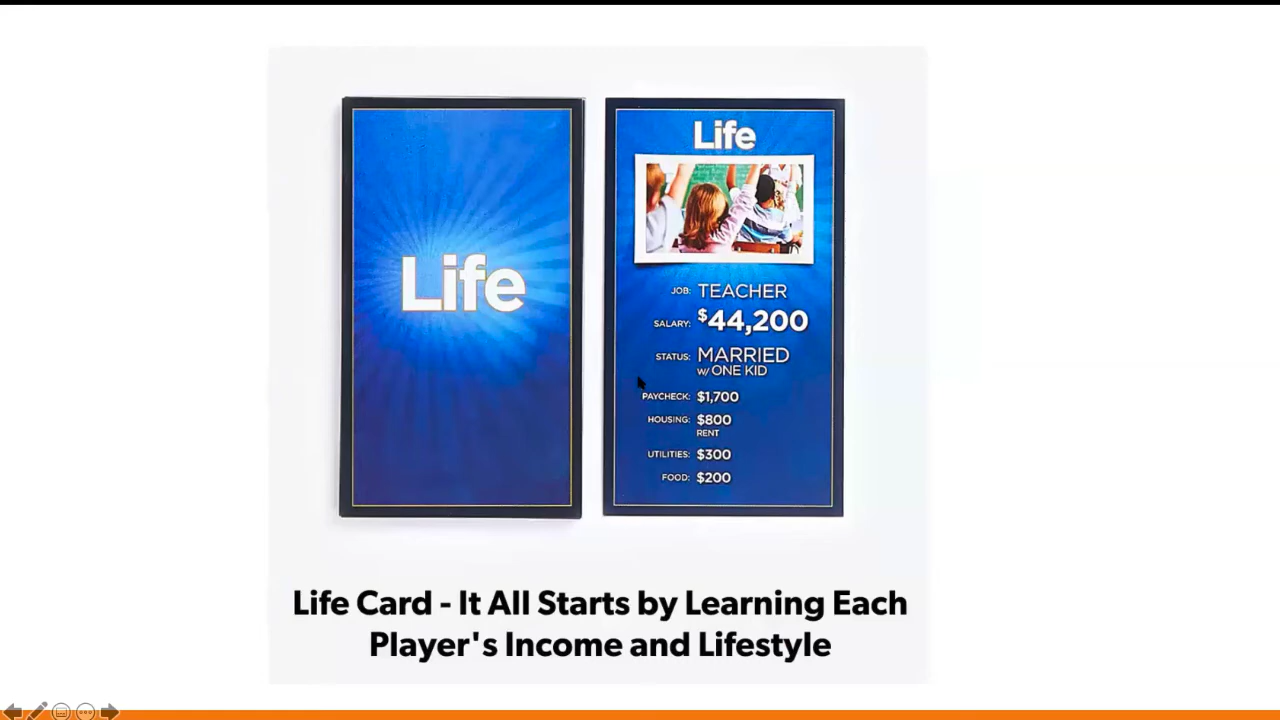 Life
Life
JOB: TEACHER
SALARY: $44,200
STATUS: MARRIED
w/ ONE KID
PAYCHECK: $1,700
HOUSING: $800
RENT
UTILITIES: $300
FOOD: $200
Life Card - It All Starts by Learning Each
Player's Income and Lifestyle